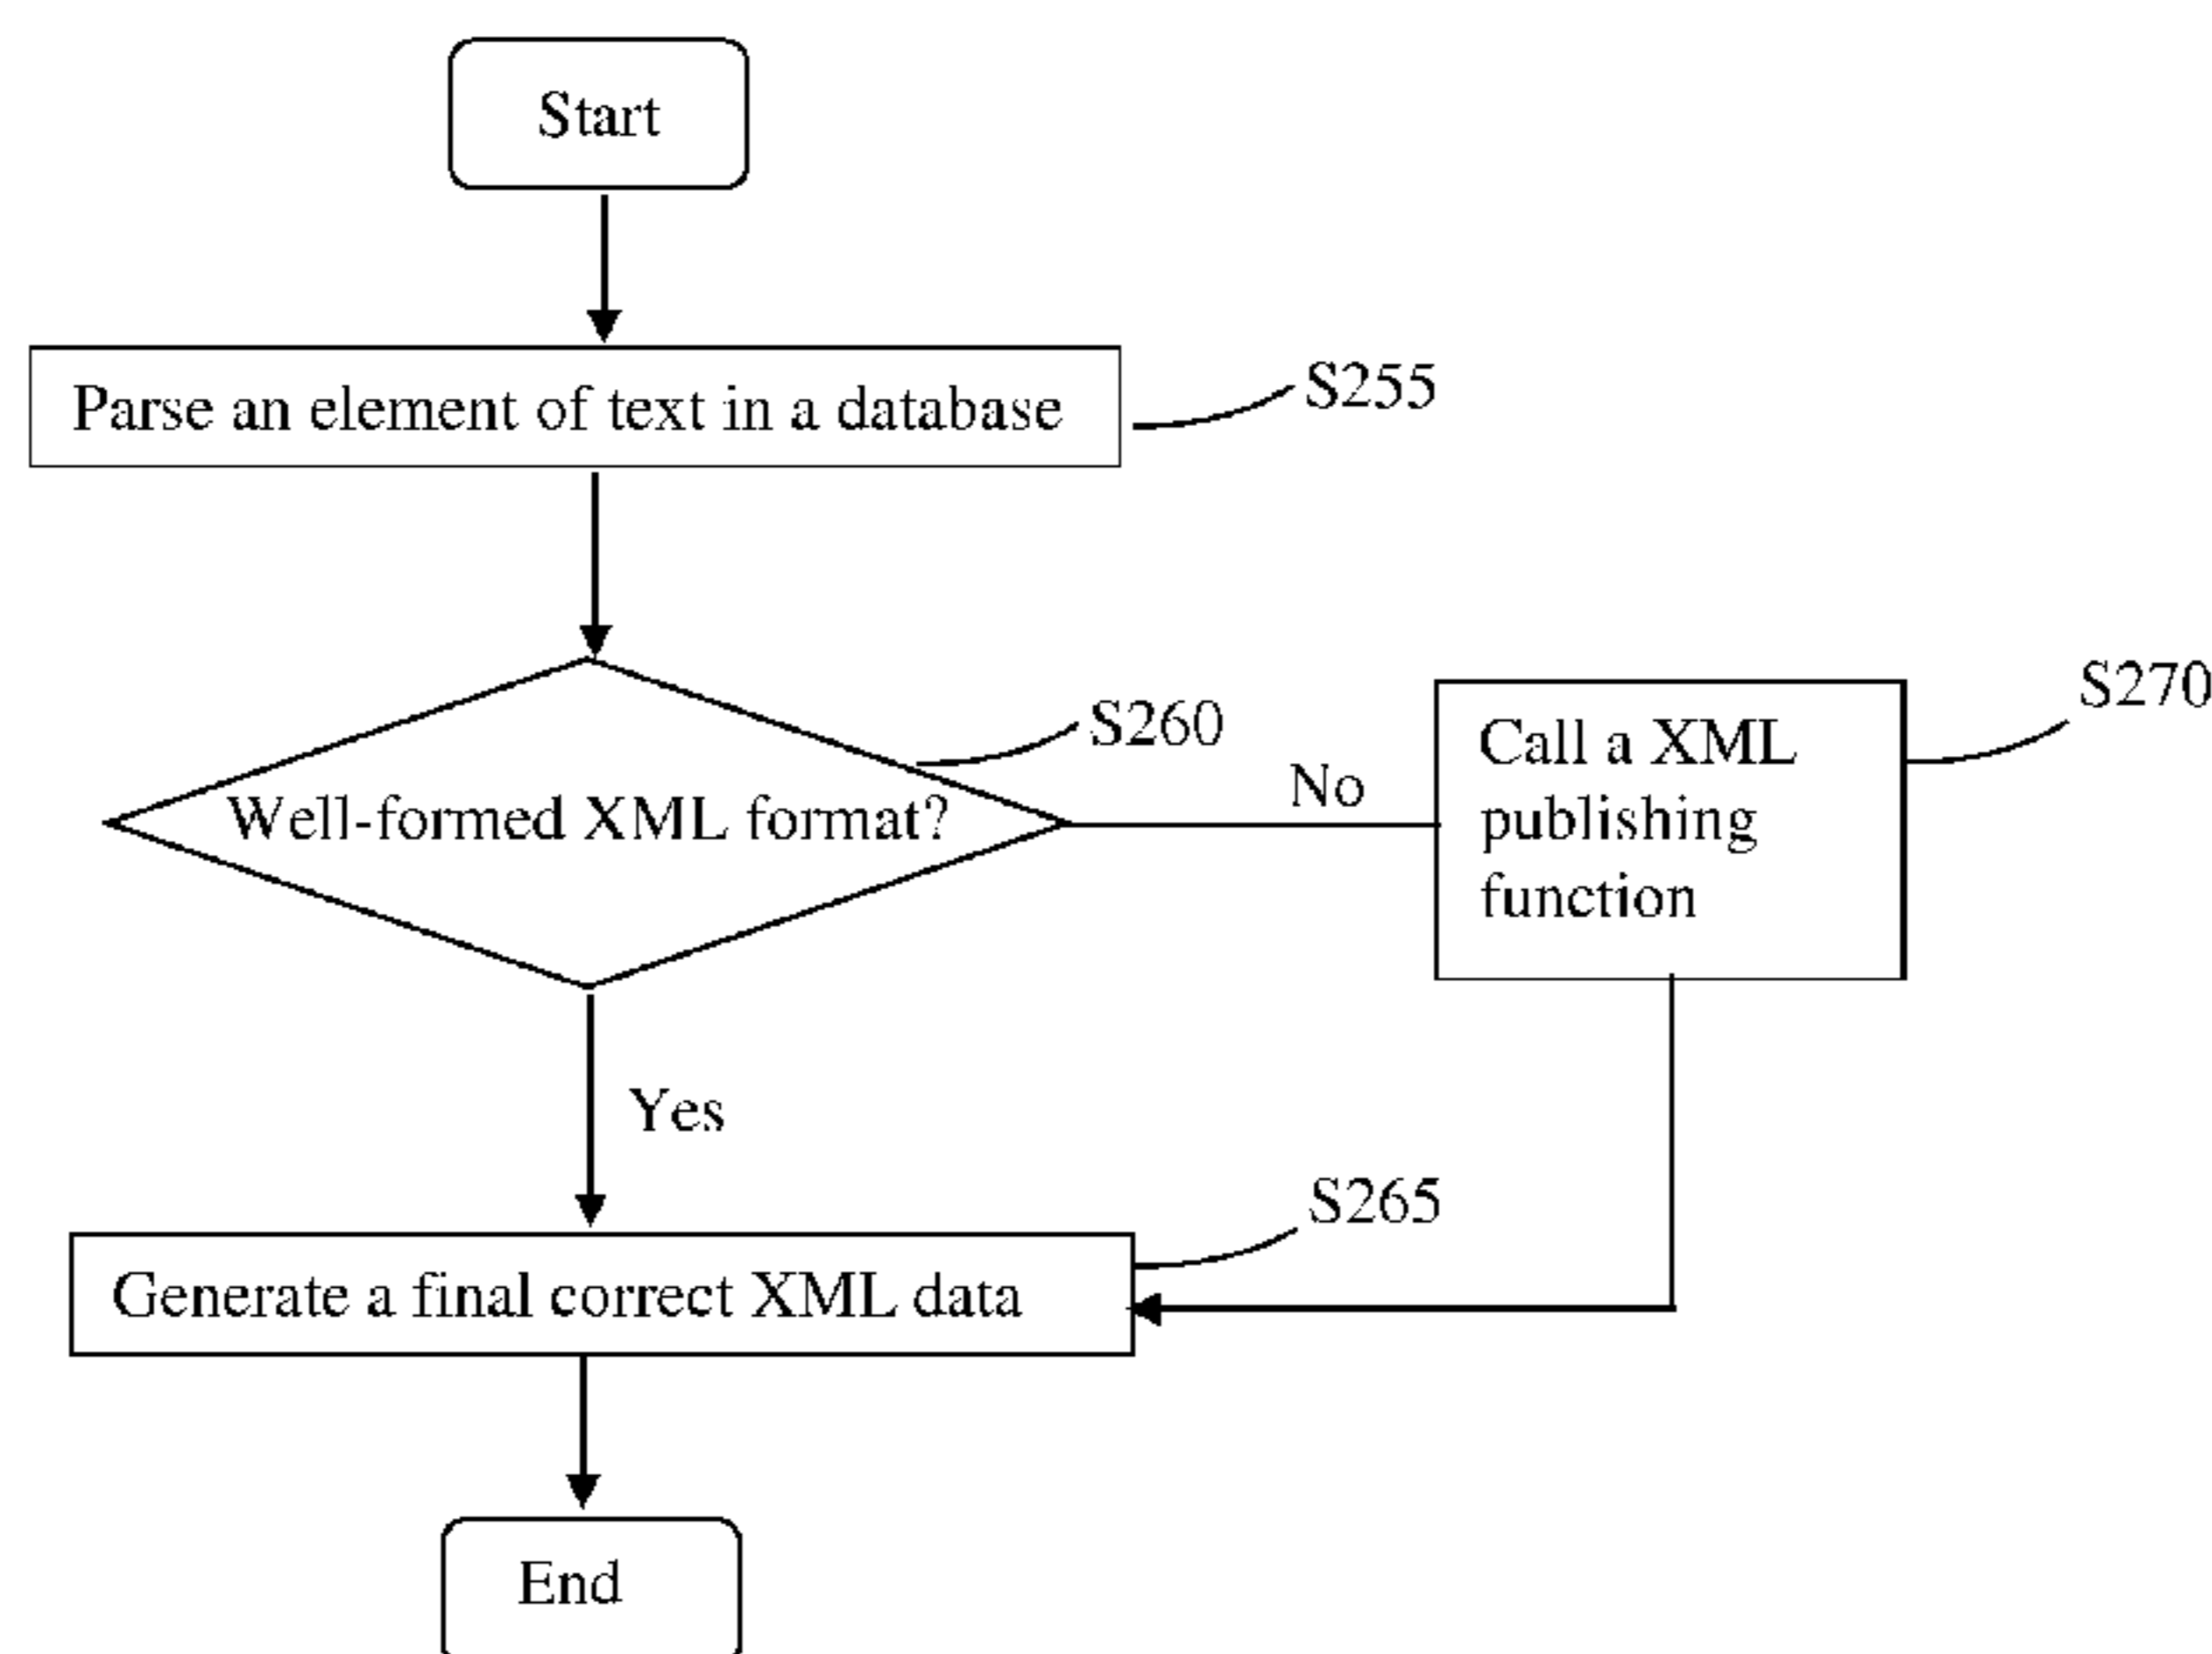 Start
Parse an element of text in a database
S255
S260
S270
Well-formed XML format?
No
Call a XML
publishing
function
Yes
S265
Generate a final correct XML data
End